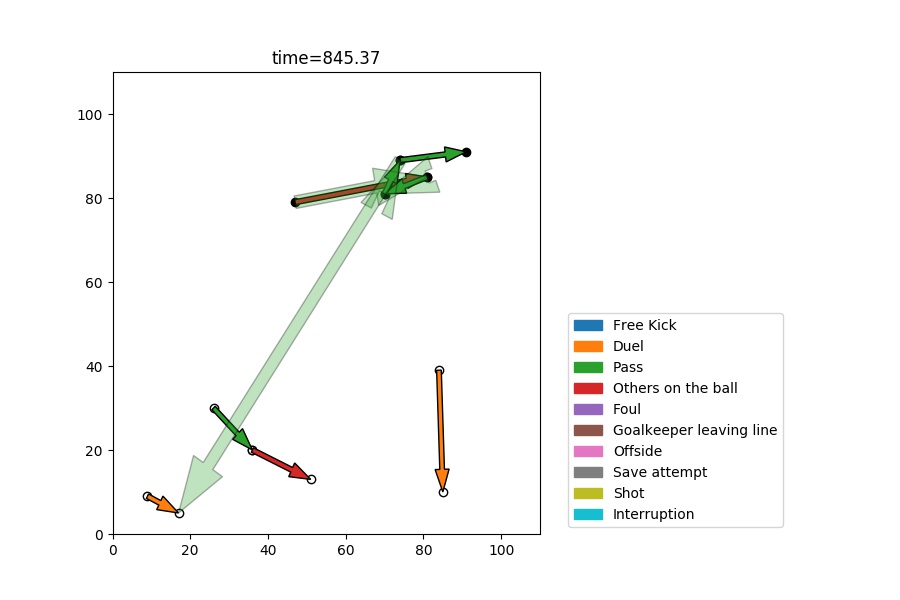 time=845.37
100
80
60
40
20
0
0 20 40 60 80 100
Free Kick
Duel
Pass
Others on the ball
Foul
Goalkeeper leaving line
Offside
Save attempt
Shot
Interruption